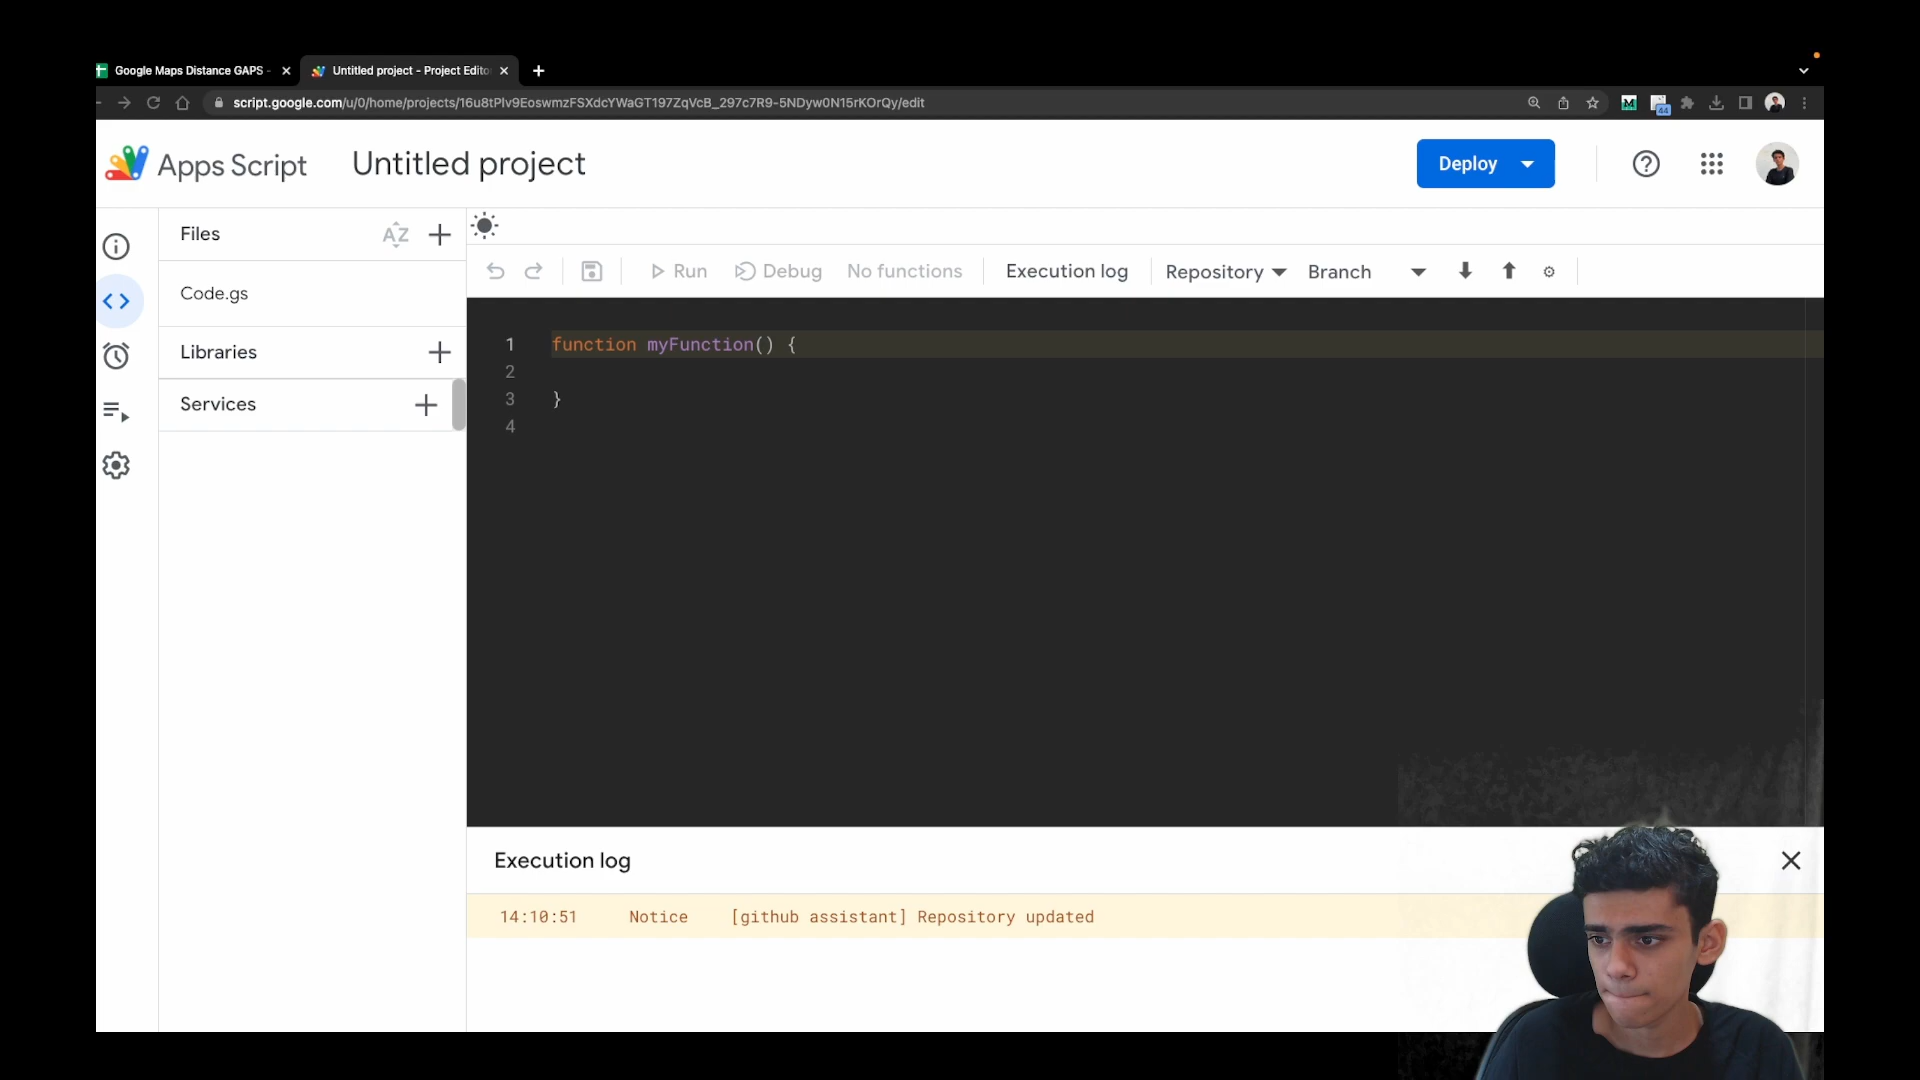 Google Maps Distance GAPS -
Untitled project - Project Edito
script.google.com/u/0/home/projects/16u8tPlv9EoswmzFSXdcYWaGT197ZqVcB_297c7R9-5NDyw0N15rKOrQy/edit
44
Apps Script
Untitled project
Deploy
Files
AZ
Code.gs
Libraries
Services
Run
Debug
No functions
Execution log
Repository
Branch
1 function myFunction() {
2
3 }
4
Execution log
14:10:51 Notice [github assistant] Repository updated